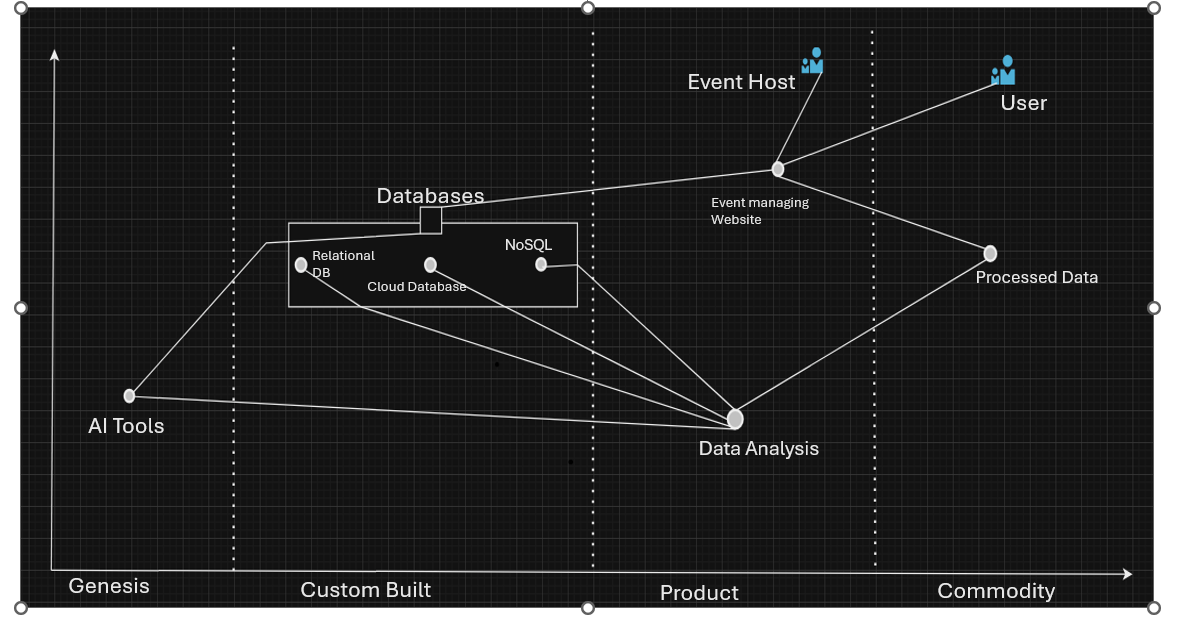 Event Host
User
Databases
Event managing
Website
NoSQL
Relational
DB
Cloud Database
Processed Data
AI Tools
Data Analysis
Genesis
Custom Built
Product
Commodity